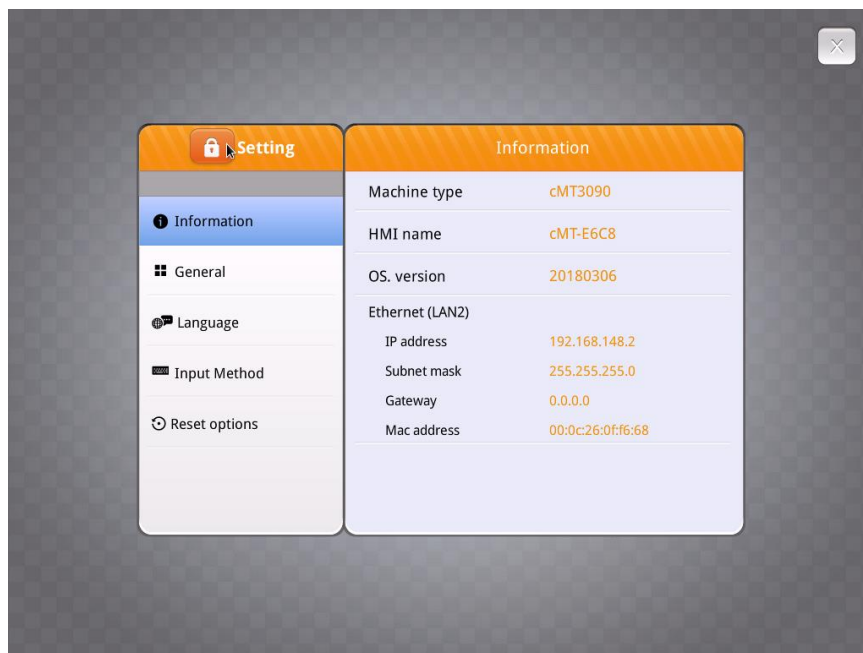 X
Setting
Information
General
Language
Input Method
Reset options
Information
Machine type cMT3090
HMI name cMT-E6C8
OS. version 20180306
Ethernet (LAN2)
IP address 192.168.148.2
Subnet mask 255.255.255.0
Gateway 0.0.0.0
Mac address 00:0c:26:0f:f6:68